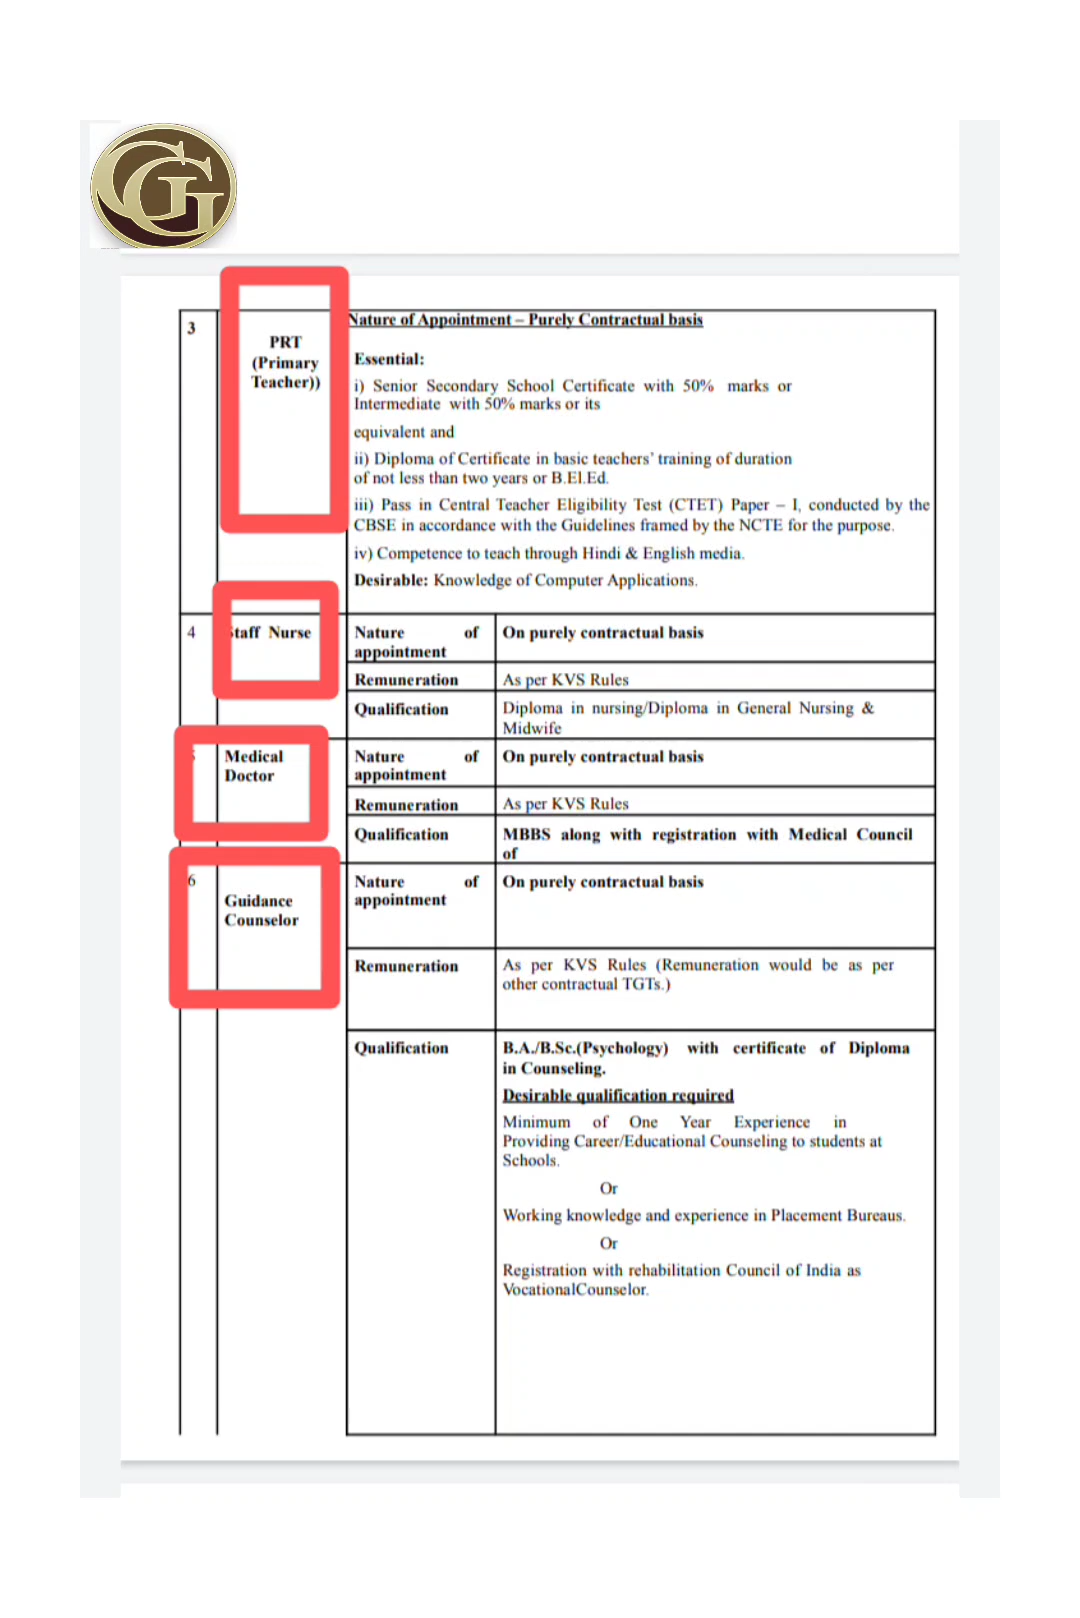 CGI
3
PRT
(Primary
Teacher))
Nature of Appointment – Purely Contractual basis
Essential:
i) Senior Secondary School Certificate with 50% marks or
Intermediate with 50% marks or its
equivalent and
ii) Diploma of Certificate in basic teachers’ training of duration
of not less than two years or B.El.Ed.
iii) Pass in Central Teacher Eligibility Test (CTET) Paper – I, conducted by the
CBSE in accordance with the Guidelines framed by the NCTE for the purpose.
iv) Competence to teach through Hindi & English media.
Desirable: Knowledge of Computer Applications.
4
Staff Nurse
Nature of
appointment
On purely contractual basis
Remuneration
As per KVS Rules
Qualification
Diploma in nursing/Diploma in General Nursing &
Midwife
Medical
Doctor
Nature of
appointment
On purely contractual basis
Remuneration
As per KVS Rules
Qualification
MBBS along with registration with Medical Council
of
6
Guidance
Counselor
Nature of
appointment
On purely contractual basis
Remuneration
As per KVS Rules (Remuneration would be as per
other contractual TGTs.)
Qualification
B.A./B.Sc.(Psychology) with certificate of Diploma
in Counseling.
Desirable qualification required
Minimum of One Year Experience in
Providing Career/Educational Counseling to students at
Schools.
Or
Working knowledge and experience in Placement Bureaus.
Or
Registration with rehabilitation Council of India as
VocationalCounselor.